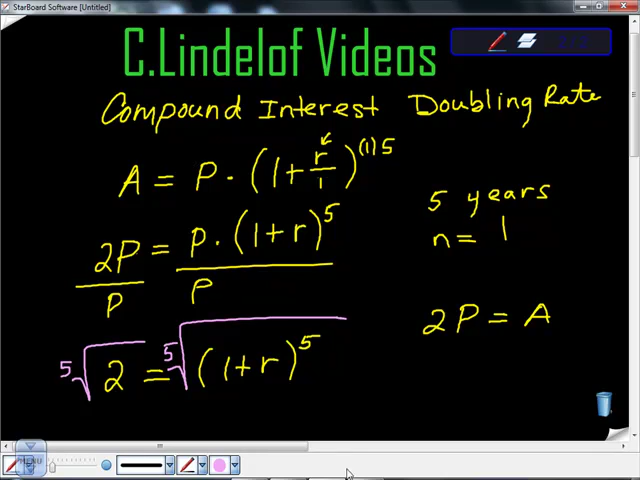 StarBoard Software [Untitled]
C.Lindelof Videos
Compound Interest Doubling Rate
A = P · (1 + r/1)^(1)5
5 years
n = 1
2P = P · (1 + r)^5
P P
2P = A
⁵√2 = ⁵√(1 + r)^5
MENU